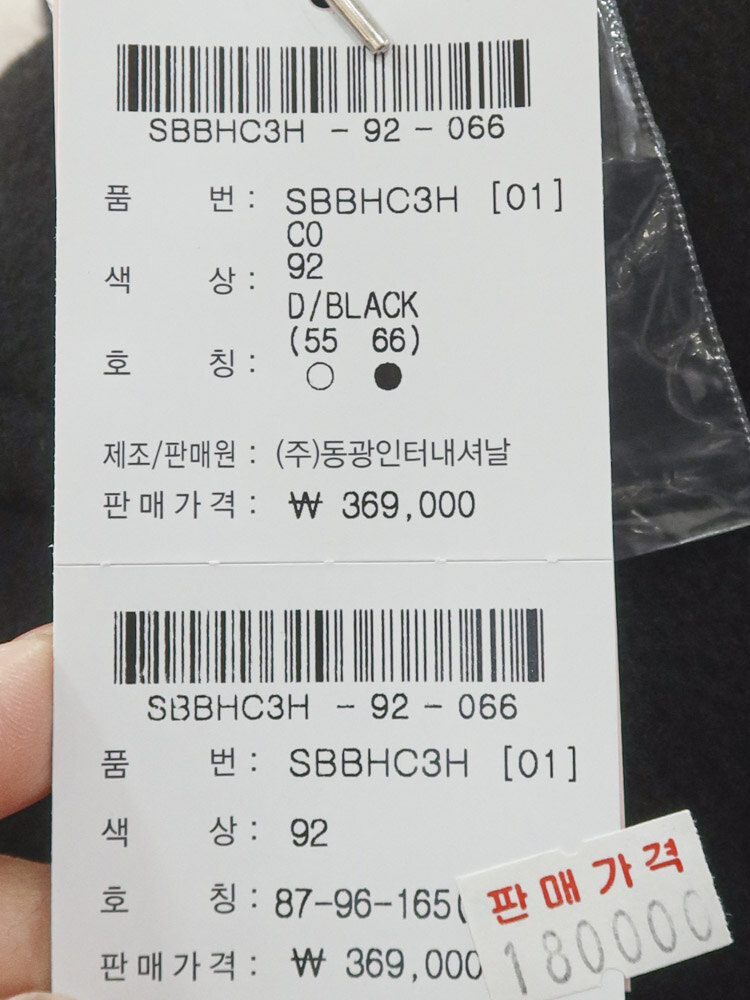 SBBHC3H - 92 - 066
품 번 : SBBHC3H [01]
CO
색 상 : 92
D/BLACK
(55 66)
호 칭 : ○ ●
제조/판매원 : (주)동광인터내셔날
판매가격 : ₩ 369,000
SBBHC3H - 92 - 066
품 번 : SBBHC3H [01]
색 상 : 92
호 칭 : 87-96-165(
판매가격 : ₩ 369,000
판매가격
180000